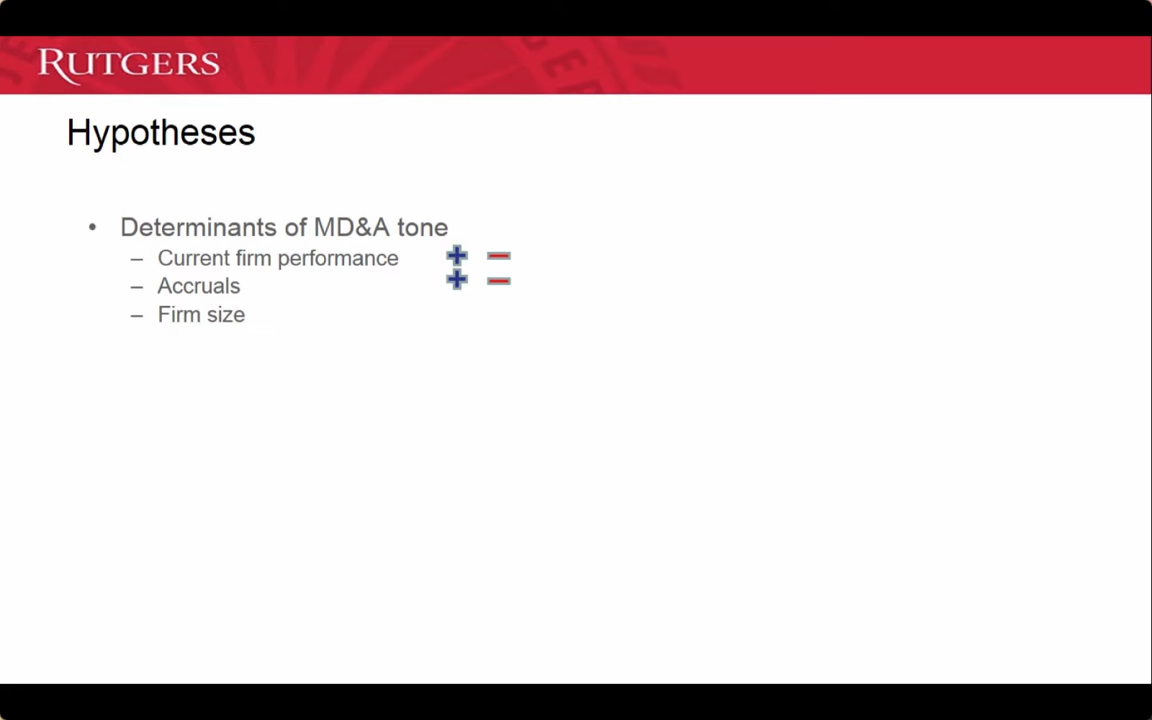 RUTGERS
Hypotheses
• Determinants of MD&A tone
– Current firm performance + –
– Accruals + –
– Firm size